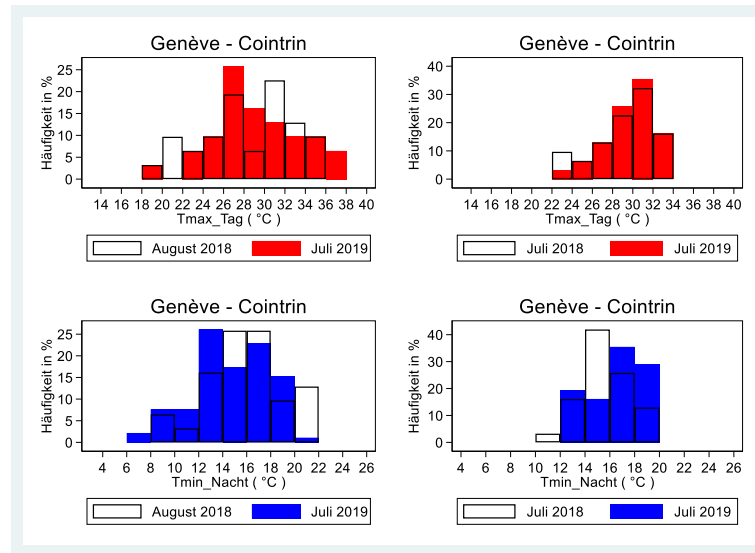 Genève - Cointrin
Häufigkeit in %
25
20
15
10
5
0
14 16 18 20 22 24 26 28 30 32 34 36 38 40
Tmax_Tag ( °C )
August 2018 Juli 2019
Genève - Cointrin
Häufigkeit in %
40
30
20
10
0
14 16 18 20 22 24 26 28 30 32 34 36 38 40
Tmax_Tag ( °C )
Juli 2018 Juli 2019
Genève - Cointrin
Häufigkeit in %
25
20
15
10
5
0
4 6 8 10 12 14 16 18 20 22 24 26
Tmin_Nacht ( °C )
August 2018 Juli 2019
Genève - Cointrin
Häufigkeit in %
40
30
20
10
0
4 6 8 10 12 14 16 18 20 22 24 26
Tmin_Nacht ( °C )
Juli 2018 Juli 2019